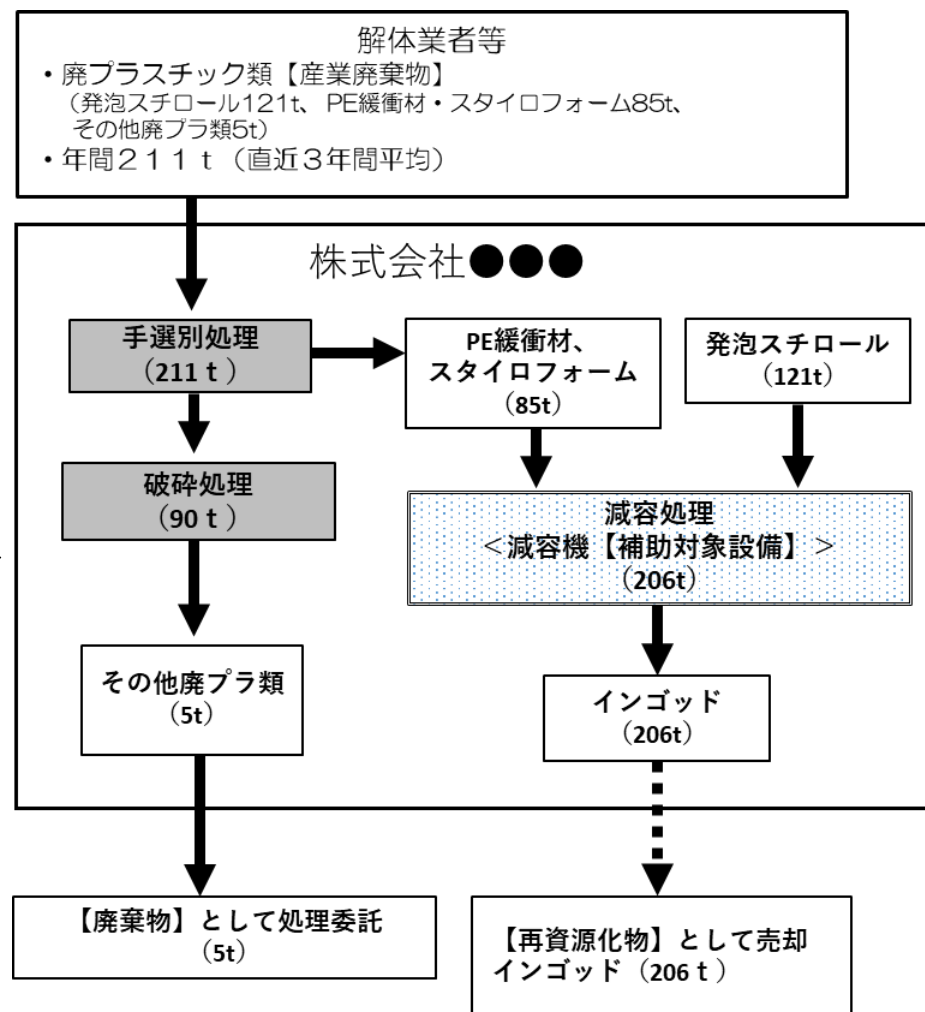 解体業者等
・廃プラスチック類【産業廃棄物】
（発泡スチロール121t、PE緩衝材・スタイロフォーム85t、
その他廃プラ類5t）
・年間２１１ｔ（直近３年間平均）
株式会社●●●
手選別処理
（211ｔ）
PE緩衝材、
スタイロフォーム
（85t）
発泡スチロール
（121t）
破砕処理
（90ｔ）
減容処理
＜減容機【補助対象設備】＞
（206t）
その他廃プラ類
（5t）
インゴッド
（206t）
【廃棄物】として処理委託
（5t）
【再資源化物】として売却
インゴッド（206ｔ）